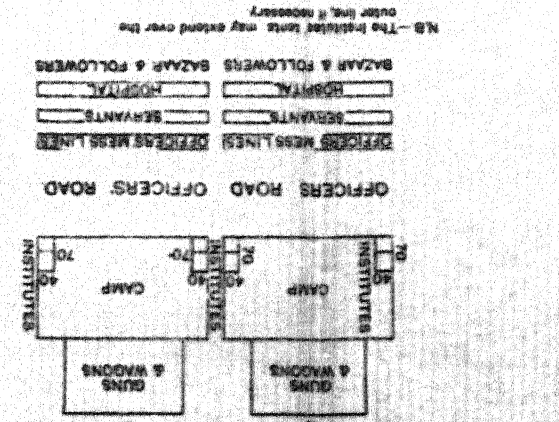 GUNS
& WAGONS
GUNS
& WAGONS
CAMP
CAMP
INSTITUTES
INSTITUTES
INSTITUTES
40
70
40
70
40
70
40
70
OFFICERS ROAD
OFFICERS' ROAD
OFFICERS MESS LINES
OFFICERS' MESS LINES
SERVANTS
SERVANTS
HOSPITAL
HOSPITAL
BAZAAR & FOLLOWERS
BAZAAR & FOLLOWERS
N.B.—The Institutes tents may extend over the
outer line, if necessary.